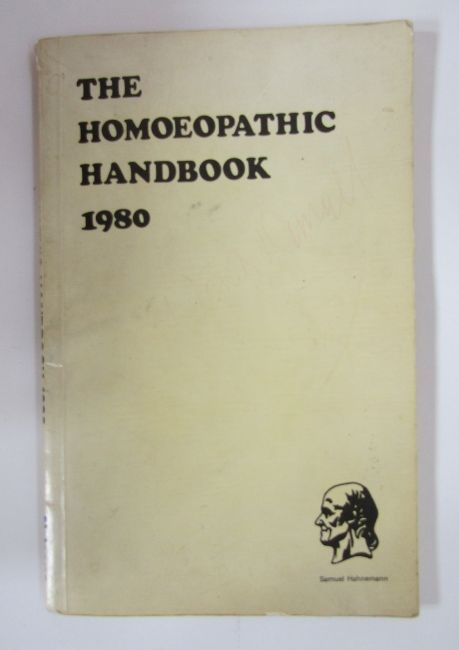 THE
HOMOEOPATHIC
HANDBOOK
1980
Samuel Hahnemann